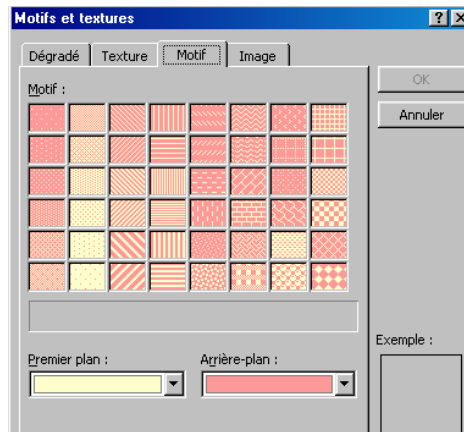 Motifs et textures
Dégradé Texture Motif Image
Motif :
OK
Annuler
Exemple :
Premier plan : Arrière-plan :